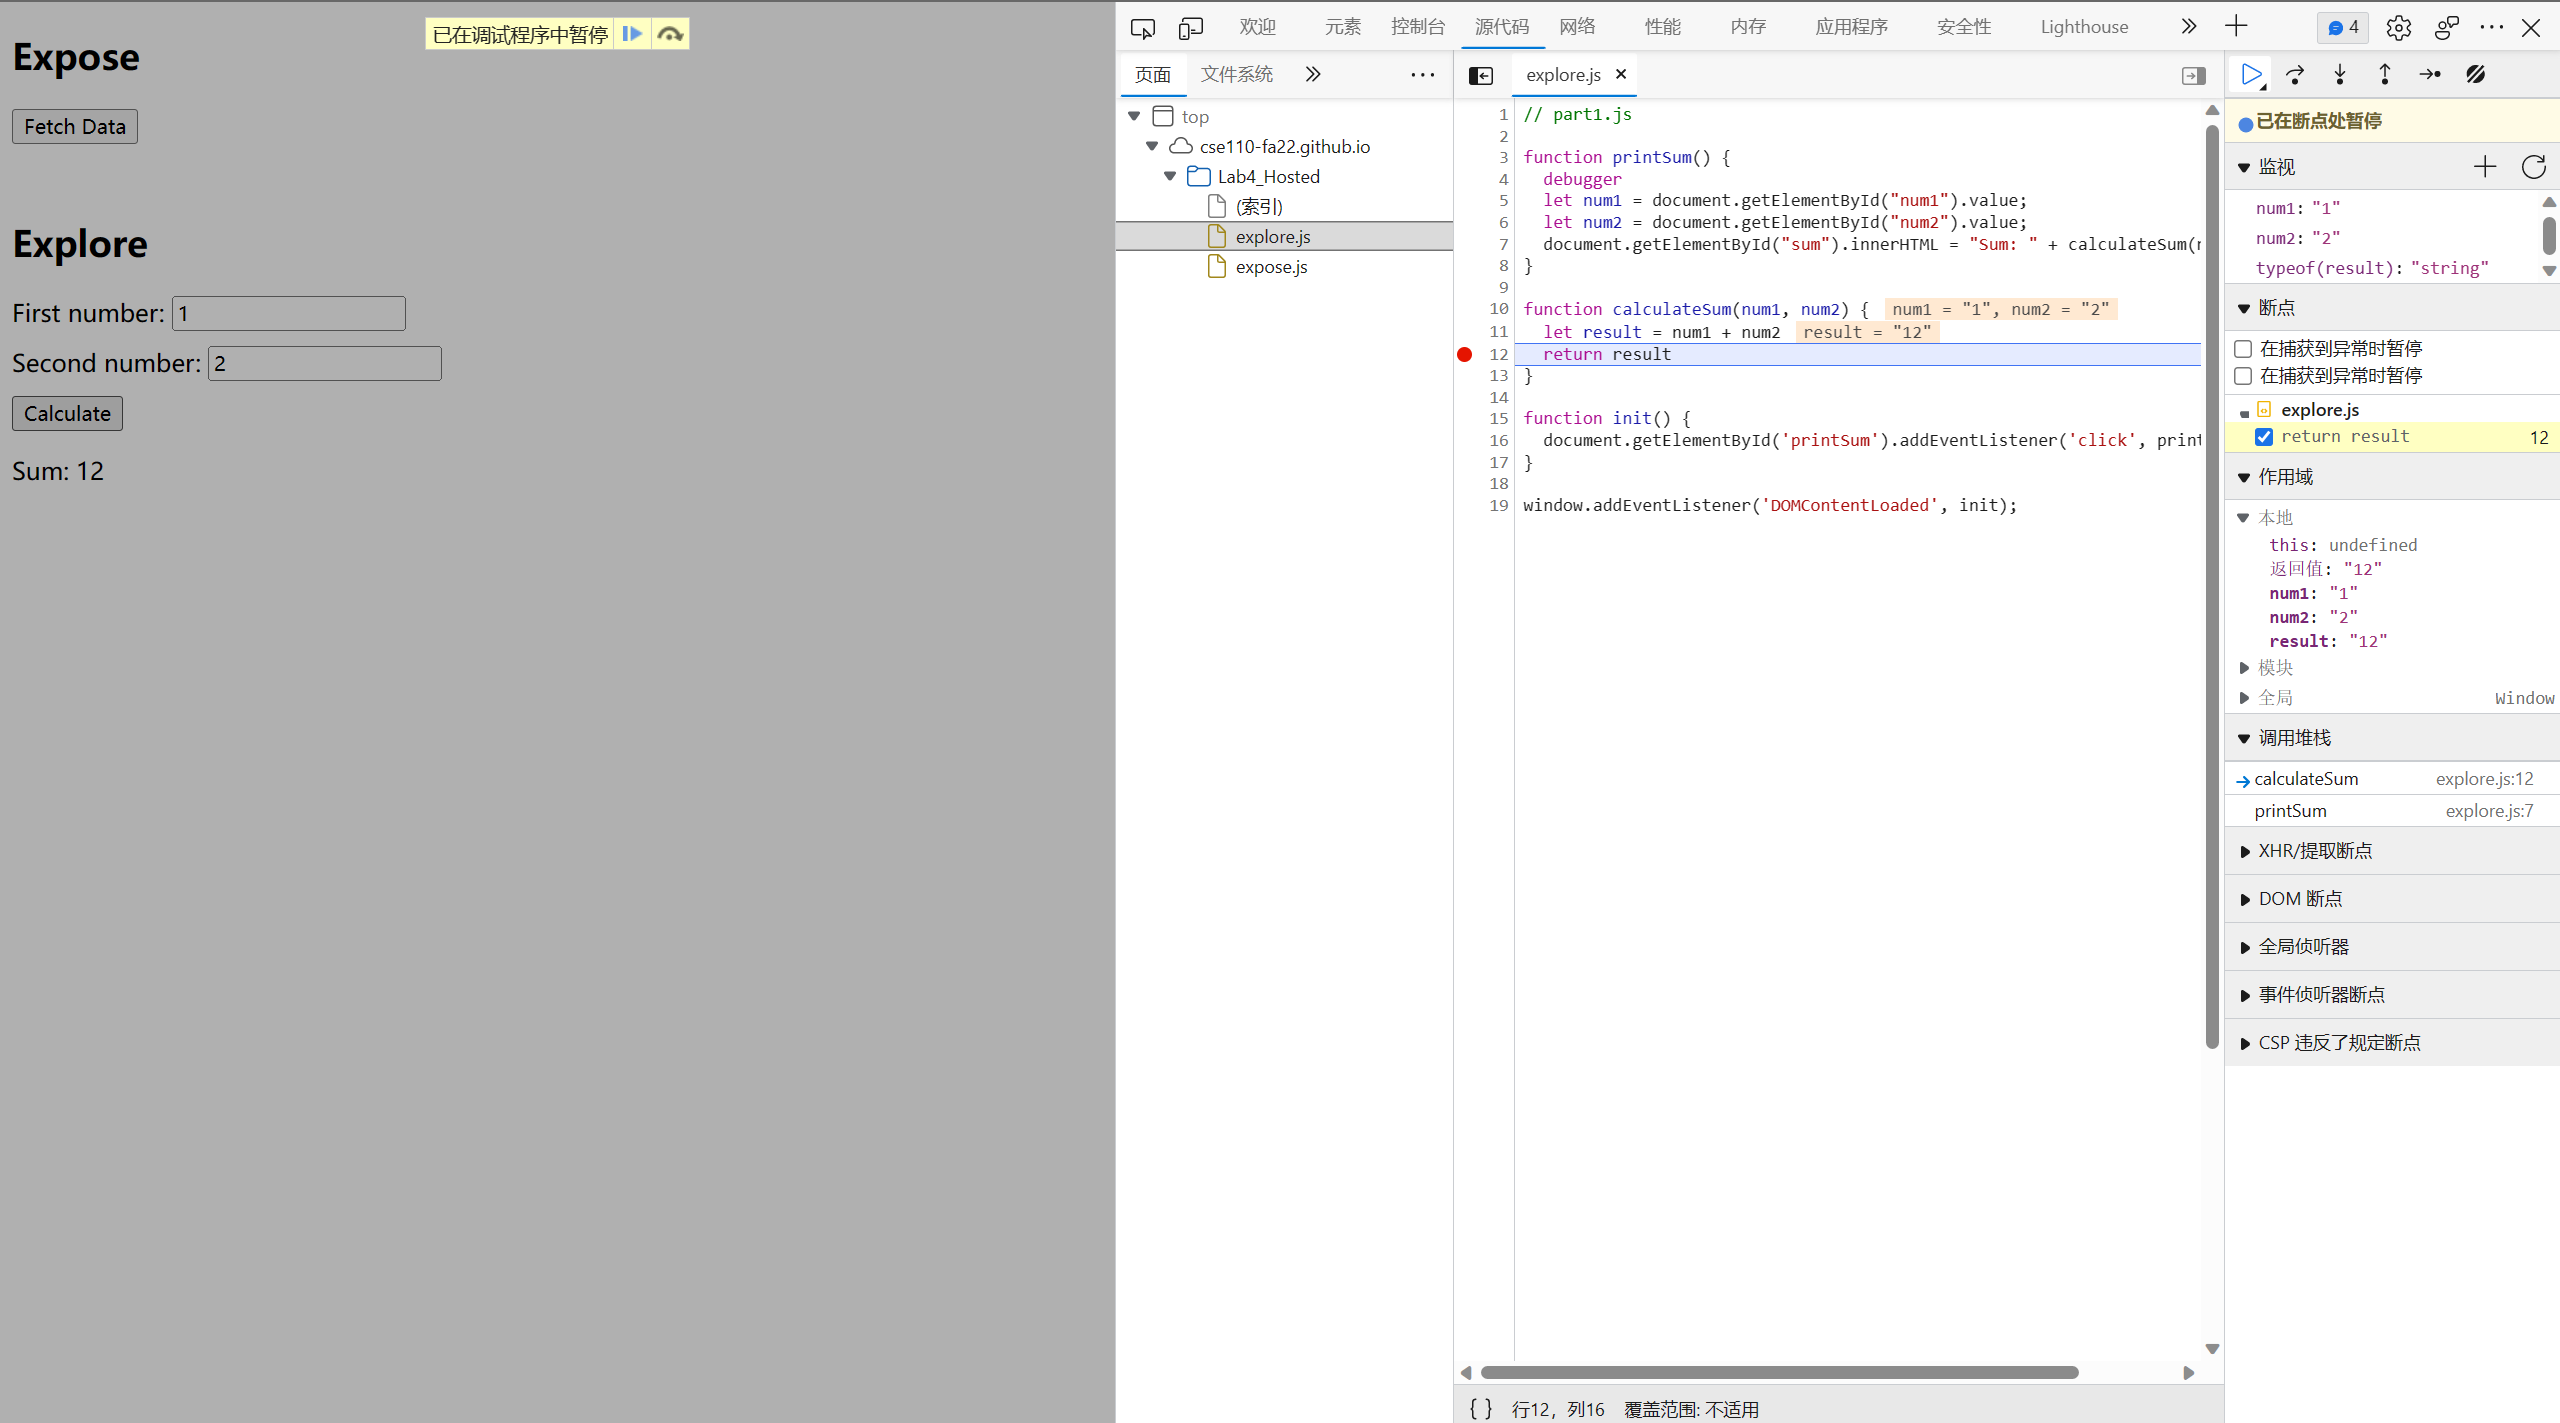 已在调试程序中暂停
Expose
Fetch Data
Explore
First number: 1
Second number: 2
Calculate
Sum: 12
欢迎 元素 控制台 源代码 网络 性能 内存 应用程序 安全性 Lighthouse 4
页面 文件系统
top
cse110-fa22.github.io
Lab4_Hosted
(索引)
explore.js
expose.js
explore.js
1 // part1.js
2
3 function printSum() {
4 debugger
5 let num1 = document.getElementById("num1").value;
6 let num2 = document.getElementById("num2").value;
7 document.getElementById("sum").innerHTML = "Sum: " + calculateSum(
8 }
9
10 function calculateSum(num1, num2) { num1 = "1", num2 = "2"
11 let result = num1 + num2 result = "12"
12 return result
13 }
14
15 function init() {
16 document.getElementById('printSum').addEventListener('click', print
17 }
18
19 window.addEventListener('DOMContentLoaded', init);
{ } 行12，列16 覆盖范围: 不适用
已在断点处暂停
监视
num1: "1"
num2: "2"
typeof(result): "string"
断点
在捕获到异常时暂停
在捕获到异常时暂停
explore.js
return result 12
作用域
本地
this: undefined
返回值: "12"
num1: "1"
num2: "2"
result: "12"
模块
全局 Window
调用堆栈
calculateSum explore.js:12
printSum explore.js:7
XHR/提取断点
DOM 断点
全局侦听器
事件侦听器断点
CSP 违反了规定断点